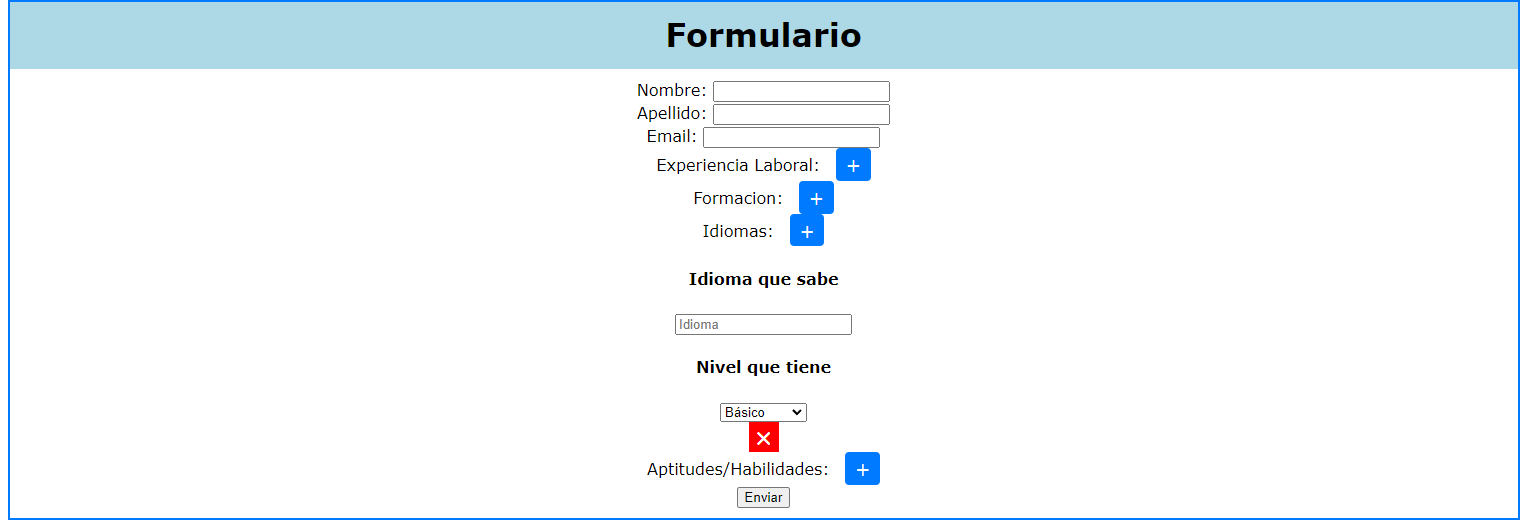 Formulario
Nombre:
Apellido:
Email:
Experiencia Laboral: +
Formacion: +
Idiomas: +
Idioma que sabe
Idioma
Nivel que tiene
Básico
×
Aptitudes/Habilidades: +
Enviar